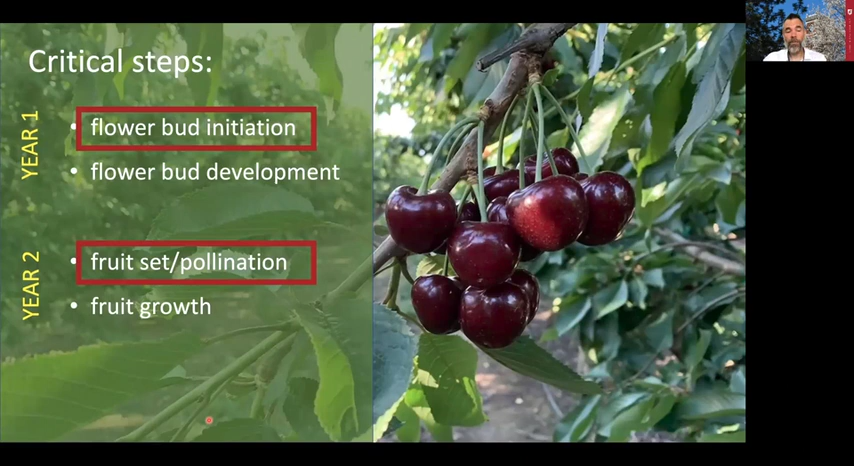 Critical steps:
YEAR 1
• flower bud initiation
• flower bud development
YEAR 2
• fruit set/pollination
• fruit growth